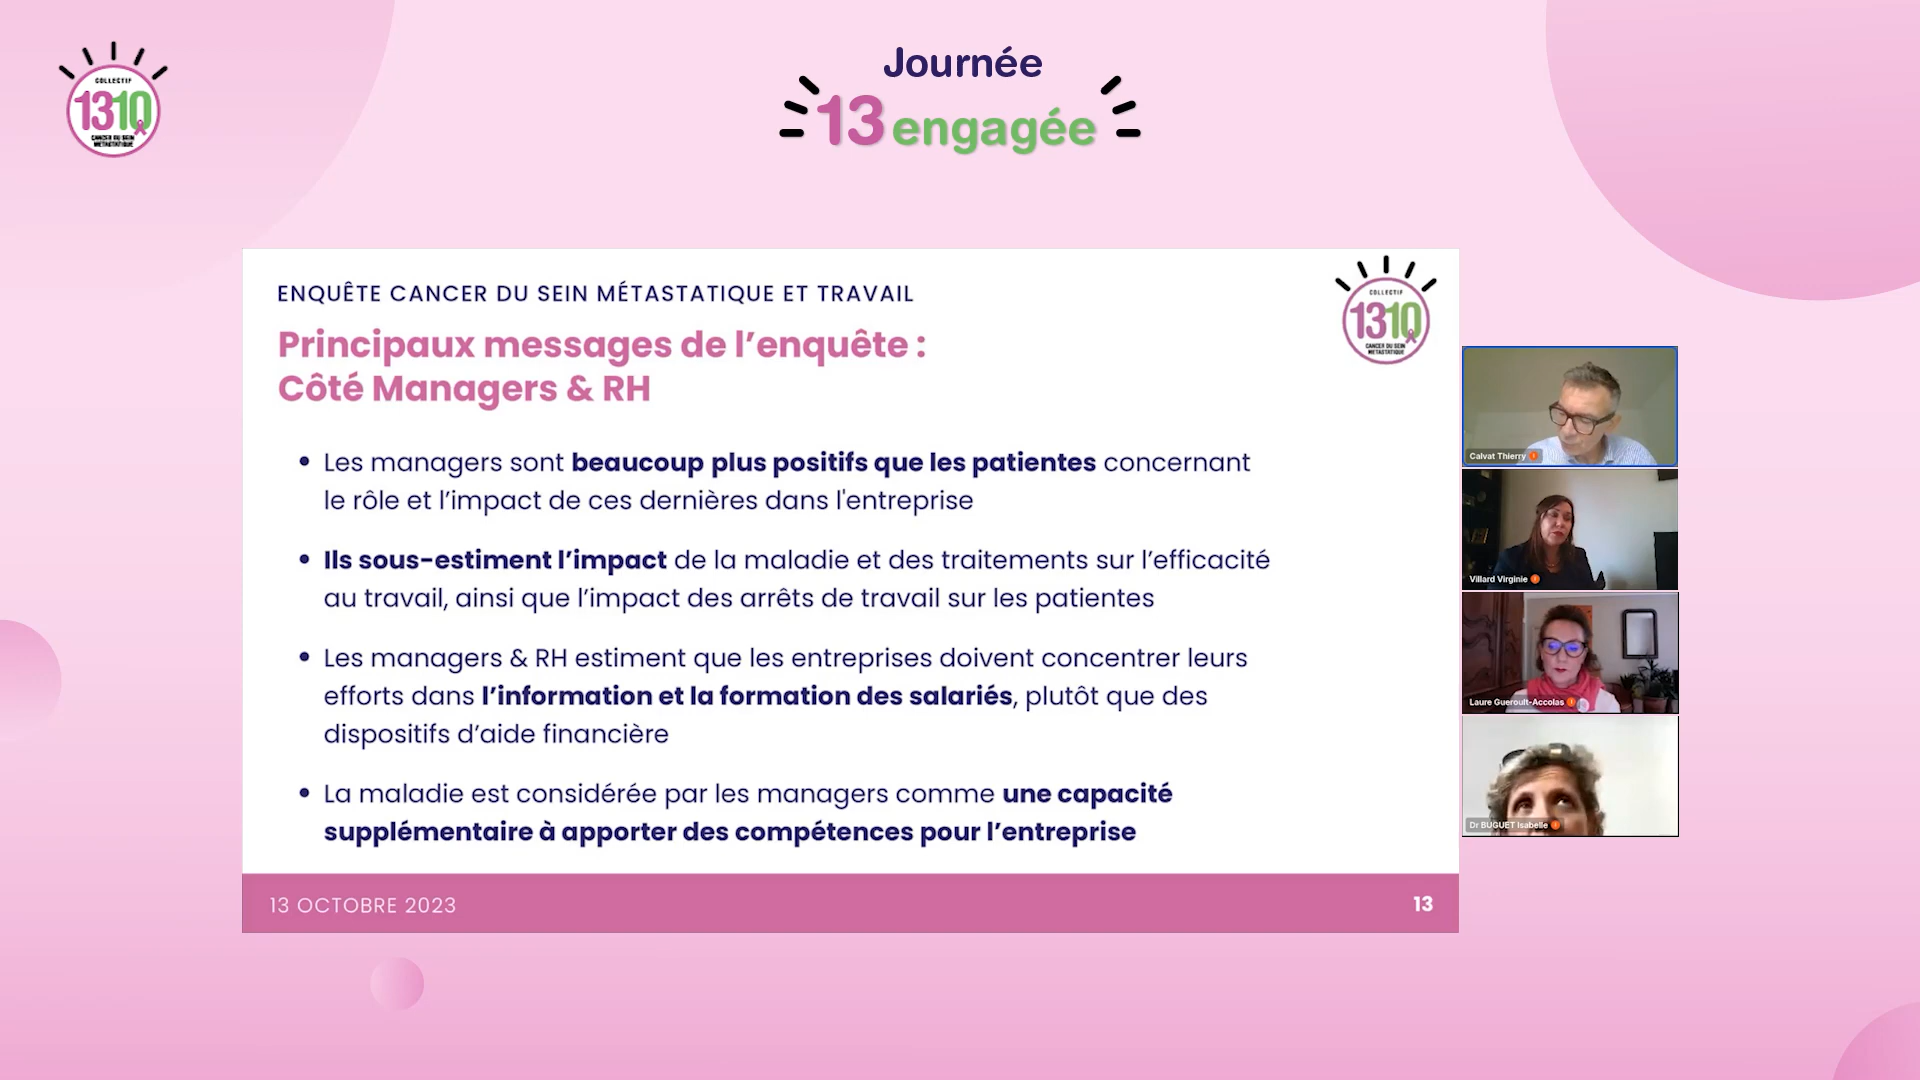 COLLECTIF
1310
CANCER DU SEIN
MÉTASTATIQUE
Journée
13 engagée
ENQUÊTE CANCER DU SEIN MÉTASTATIQUE ET TRAVAIL
COLLECTIF
1310
CANCER DU SEIN
MÉTASTATIQUE
Principaux messages de l’enquête :
Côté Managers & RH
• Les managers sont beaucoup plus positifs que les patientes concernant
le rôle et l’impact de ces dernières dans l'entreprise
• Ils sous-estiment l’impact de la maladie et des traitements sur l’efficacité
au travail, ainsi que l’impact des arrêts de travail sur les patientes
• Les managers & RH estiment que les entreprises doivent concentrer leurs
efforts dans l’information et la formation des salariés, plutôt que des
dispositifs d’aide financière
• La maladie est considérée par les managers comme une capacité
supplémentaire à apporter des compétences pour l’entreprise
13 OCTOBRE 2023
13
Calvat Thierry
Villard Virginie
Laure Gueroult-Accolas
Dr BUGUET Isabelle